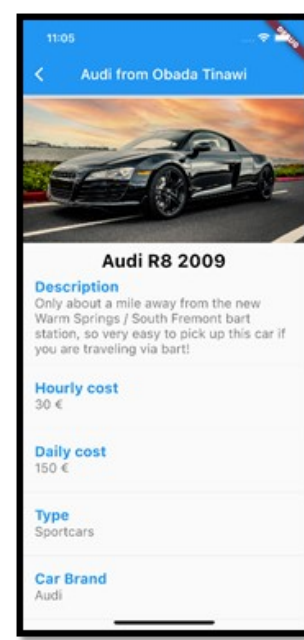 11:05
Audi from Obada Tinawi
Audi R8 2009
Description
Only about a mile away from the new
Warm Springs / South Fremont bart
station, so very easy to pick up this car if
you are traveling via bart!
Hourly cost
30 €
Daily cost
150 €
Type
Sportcars
Car Brand
Audi